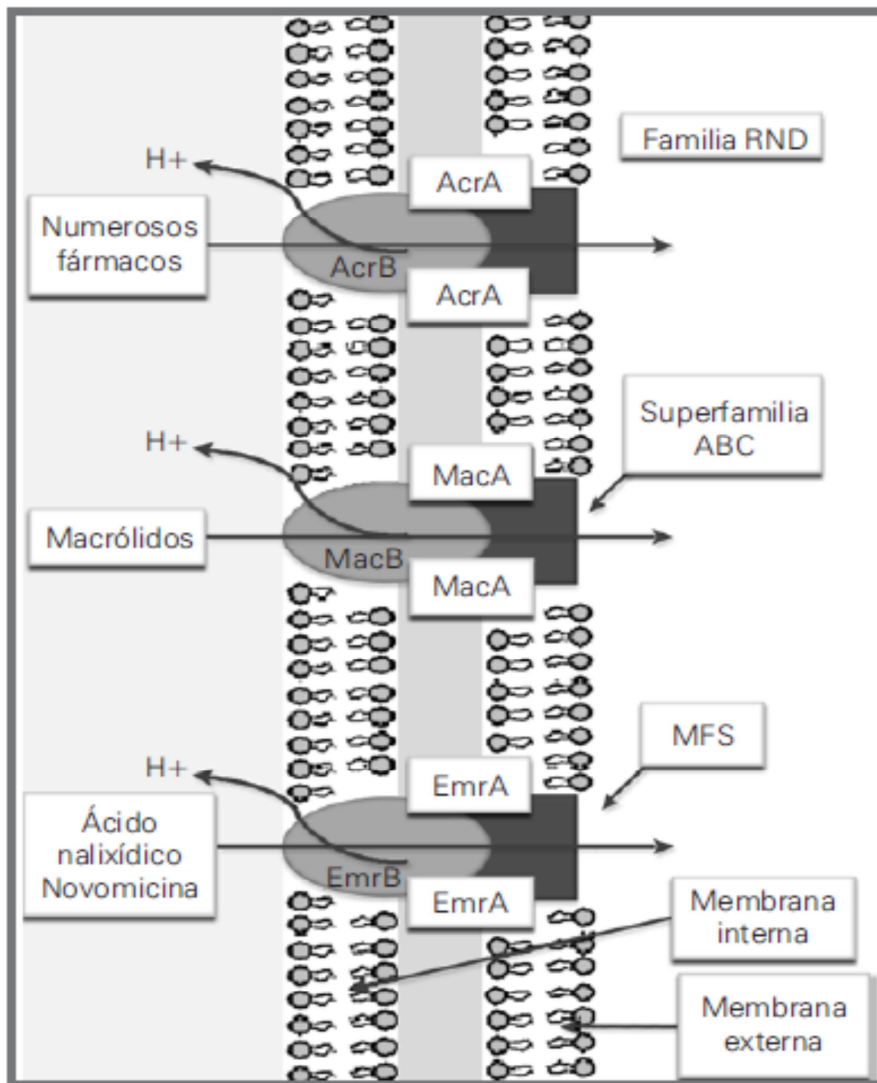 Familia RND
H+
AcrA
Numerosos
fármacos
AcrB
AcrA
Superfamilia
ABC
H+
MacA
Macrólidos
MacB
MacA
MFS
H+
EmrA
Ácido
nalixídico
Novomicina
EmrB
EmrA
Membrana
interna
Membrana
externa